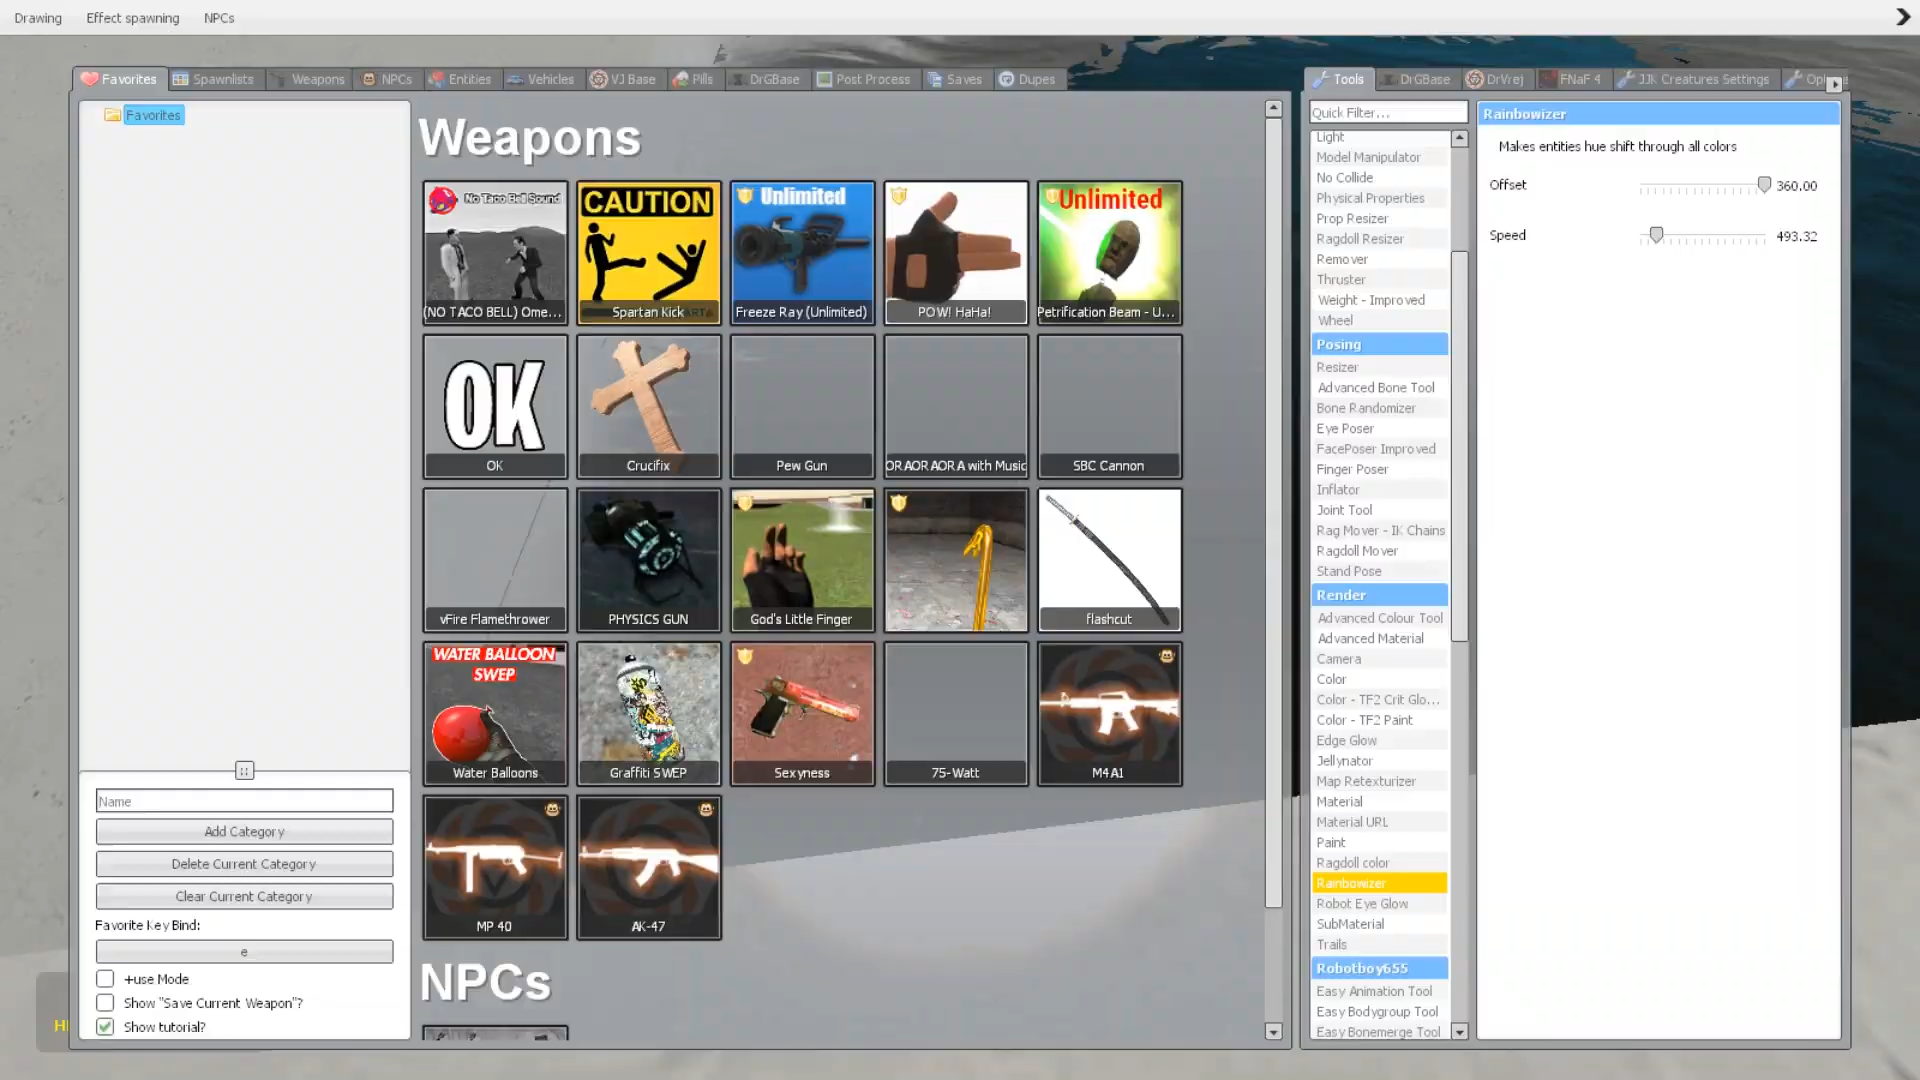 Drawing Effect spawning NPCs
Favorites Spawnlists Weapons NPCs Entities Vehicles VJ Base Pills DrGBase Post Process Saves Dupes
Favorites
Name
Add Category
Delete Current Category
Clear Current Category
Favorite Key Bind:
e
+use Mode
Show "Save Current Weapon"?
Show tutorial?
Weapons
No Taco Bell Sound
(NO TACO BELL) Ome...
CAUTION
Spartan Kick
Unlimited
Freeze Ray (Unlimited)
POW! HaHa!
Unlimited
Petrification Beam - U...
OK
OK
Crucifix
Pew Gun
ORAORAORA with Music
SBC Cannon
vFire Flamethrower
PHYSICS GUN
God's Little Finger
flashcut
WATER BALLOON
SWEP
Water Balloons
Graffiti SWEP
Sexyness
75-Watt
M4A1
MP 40
AK-47
NPCs
Tools DrGBase DrVrej FNaF 4 JJK Creatures Settings
Quick Filter...
Light
Model Manipulator
No Collide
Physical Properties
Prop Resizer
Ragdoll Resizer
Remover
Thruster
Weight - Improved
Wheel
Posing
Resizer
Advanced Bone Tool
Bone Randomizer
Eye Poser
FacePoser Improved
Finger Poser
Inflator
Joint Tool
Rag Mover - IK Chains
Ragdoll Mover
Stand Pose
Render
Advanced Colour Tool
Advanced Material
Camera
Color
Color - TF2 Crit Glo...
Color - TF2 Paint
Edge Glow
Jellynator
Map Retexturizer
Material
Material URL
Paint
Ragdoll color
Rainbowizer
Robot Eye Glow
SubMaterial
Trails
Robotboy655
Easy Animation Tool
Easy Bodygroup Tool
Easy Bonemerge Tool
Rainbowizer
Makes entities hue shift through all colors
Offset 360.00
Speed 493.32